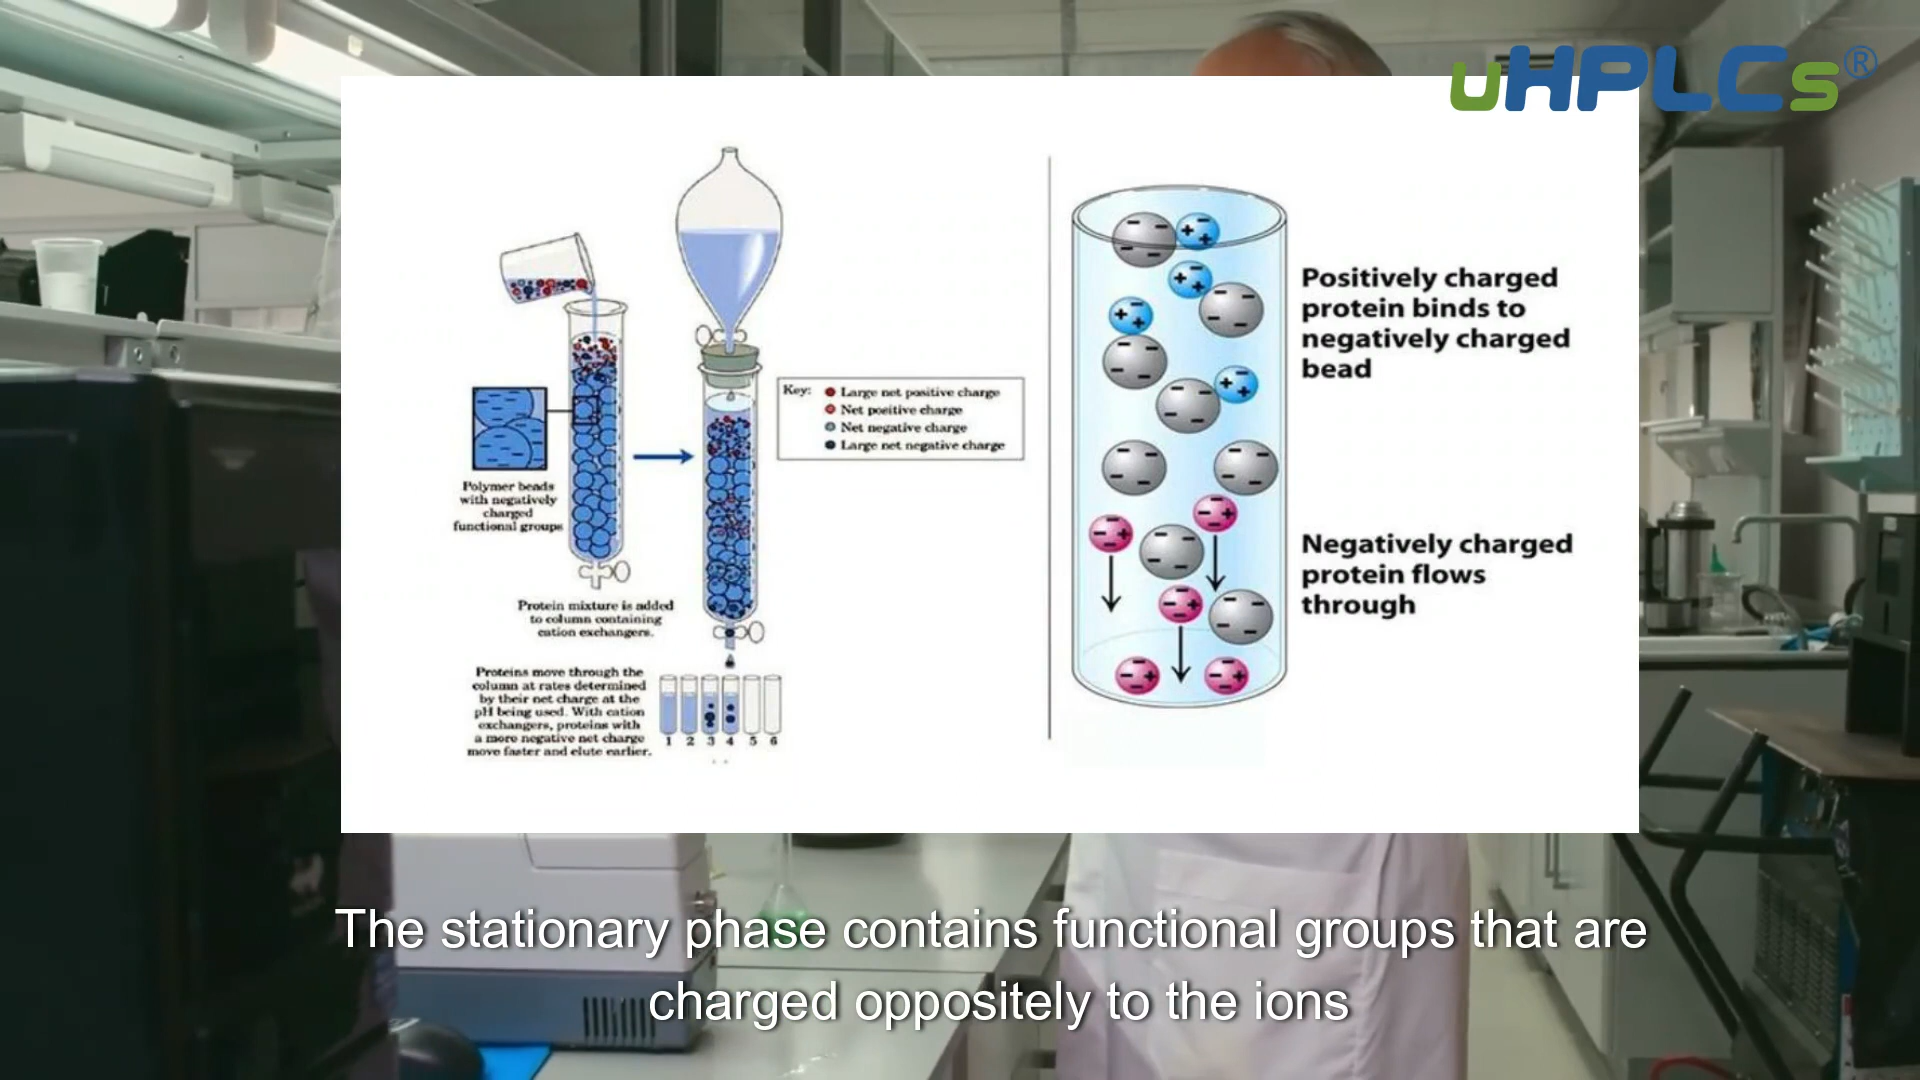 uHPLCs®
Key:
Large net positive charge
Net positive charge
Net negative charge
Large net negative charge
Polymer beads
with negatively
charged
functional groups
Protein mixture is added
to column containing
cation exchangers.
Proteins move through the
column at rates determined
by their net charge at the
pH being used. With cation
exchangers, proteins with
a more negative net charge
move faster and elute earlier.
1 2 3 4 5 6
Positively charged
protein binds to
negatively charged
bead
Negatively charged
protein flows
through
The stationary phase contains functional groups that are
charged oppositely to the ions